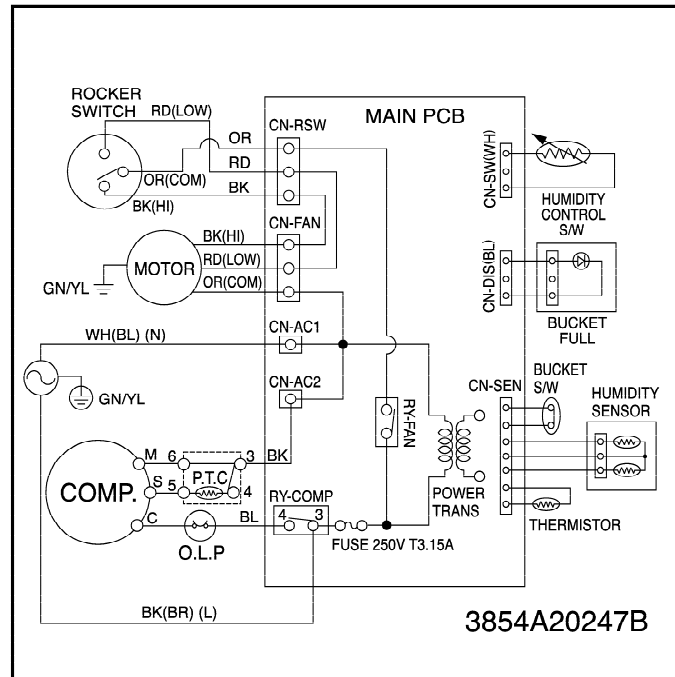 ROCKER
SWITCH
RD(LOW)
OR(COM)
BK(HI)
OR
RD
BK
CN-RSW
MAIN PCB
CN-SW(WH)
HUMIDITY
CONTROL
S/W
CN-FAN
BK(HI)
RD(LOW)
OR(COM)
MOTOR
GN/YL
CN-DIS(BL)
BUCKET
FULL
WH(BL) (N)
CN-AC1
CN-AC2
GN/YL
RY-FAN
POWER
TRANS
CN-SEN
BUCKET
S/W
HUMIDITY
SENSOR
THERMISTOR
COMP.
M 6
S 5
C
P.T.C
3 BK
4
BL
O.L.P
RY-COMP
4 3
FUSE 250V T3.15A
BK(BR) (L)
3854A20247B